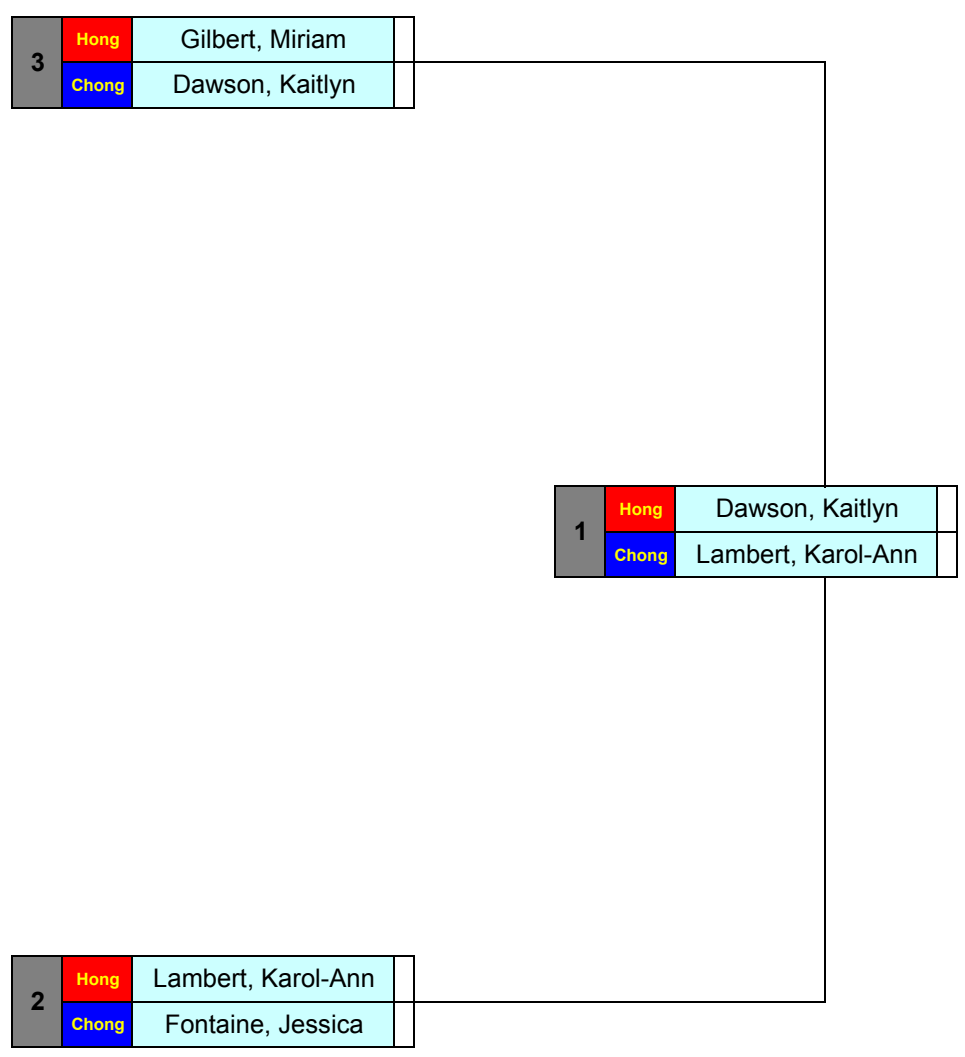 3
Hong Gilbert, Miriam
Chong Dawson, Kaitlyn
1
Hong Dawson, Kaitlyn
Chong Lambert, Karol-Ann
2
Hong Lambert, Karol-Ann
Chong Fontaine, Jessica